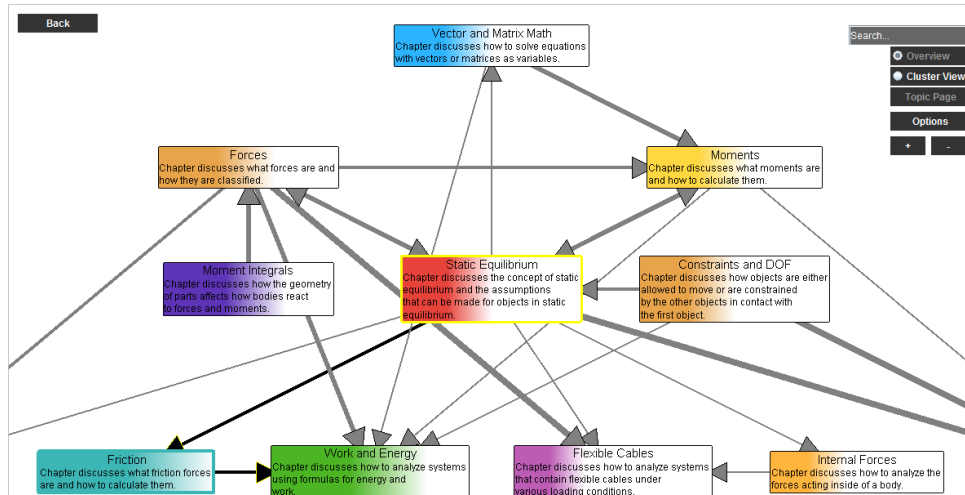 Back
Vector and Matrix Math
Chapter discusses how to solve equations
with vectors or matrices as variables.
Search...
Overview
Cluster View
Topic Page
Options
+ -
Forces
Chapter discusses what forces are and
how they are classified.
Moments
Chapter discusses what moments are
and how to calculate them.
Moment Integrals
Chapter discusses how the geometry
of parts affects how bodies react
to forces and moments.
Static Equilibrium
Chapter discusses the concept of static
equilibrium and the assumptions
that can be made for objects in static
equilibrium.
Constraints and DOF
Chapter discusses how objects are either
allowed to move or are constrained
by the other objects in contact with
the first object.
Friction
Chapter discusses what friction forces
are and how to calculate them.
Work and Energy
Chapter discusses how to analyze systems
using formulas for energy and
work.
Flexible Cables
Chapter discusses how to analyze systems
that contain flexible cables under
various loading conditions.
Internal Forces
Chapter discusses how to analyze the
forces acting inside of a body.